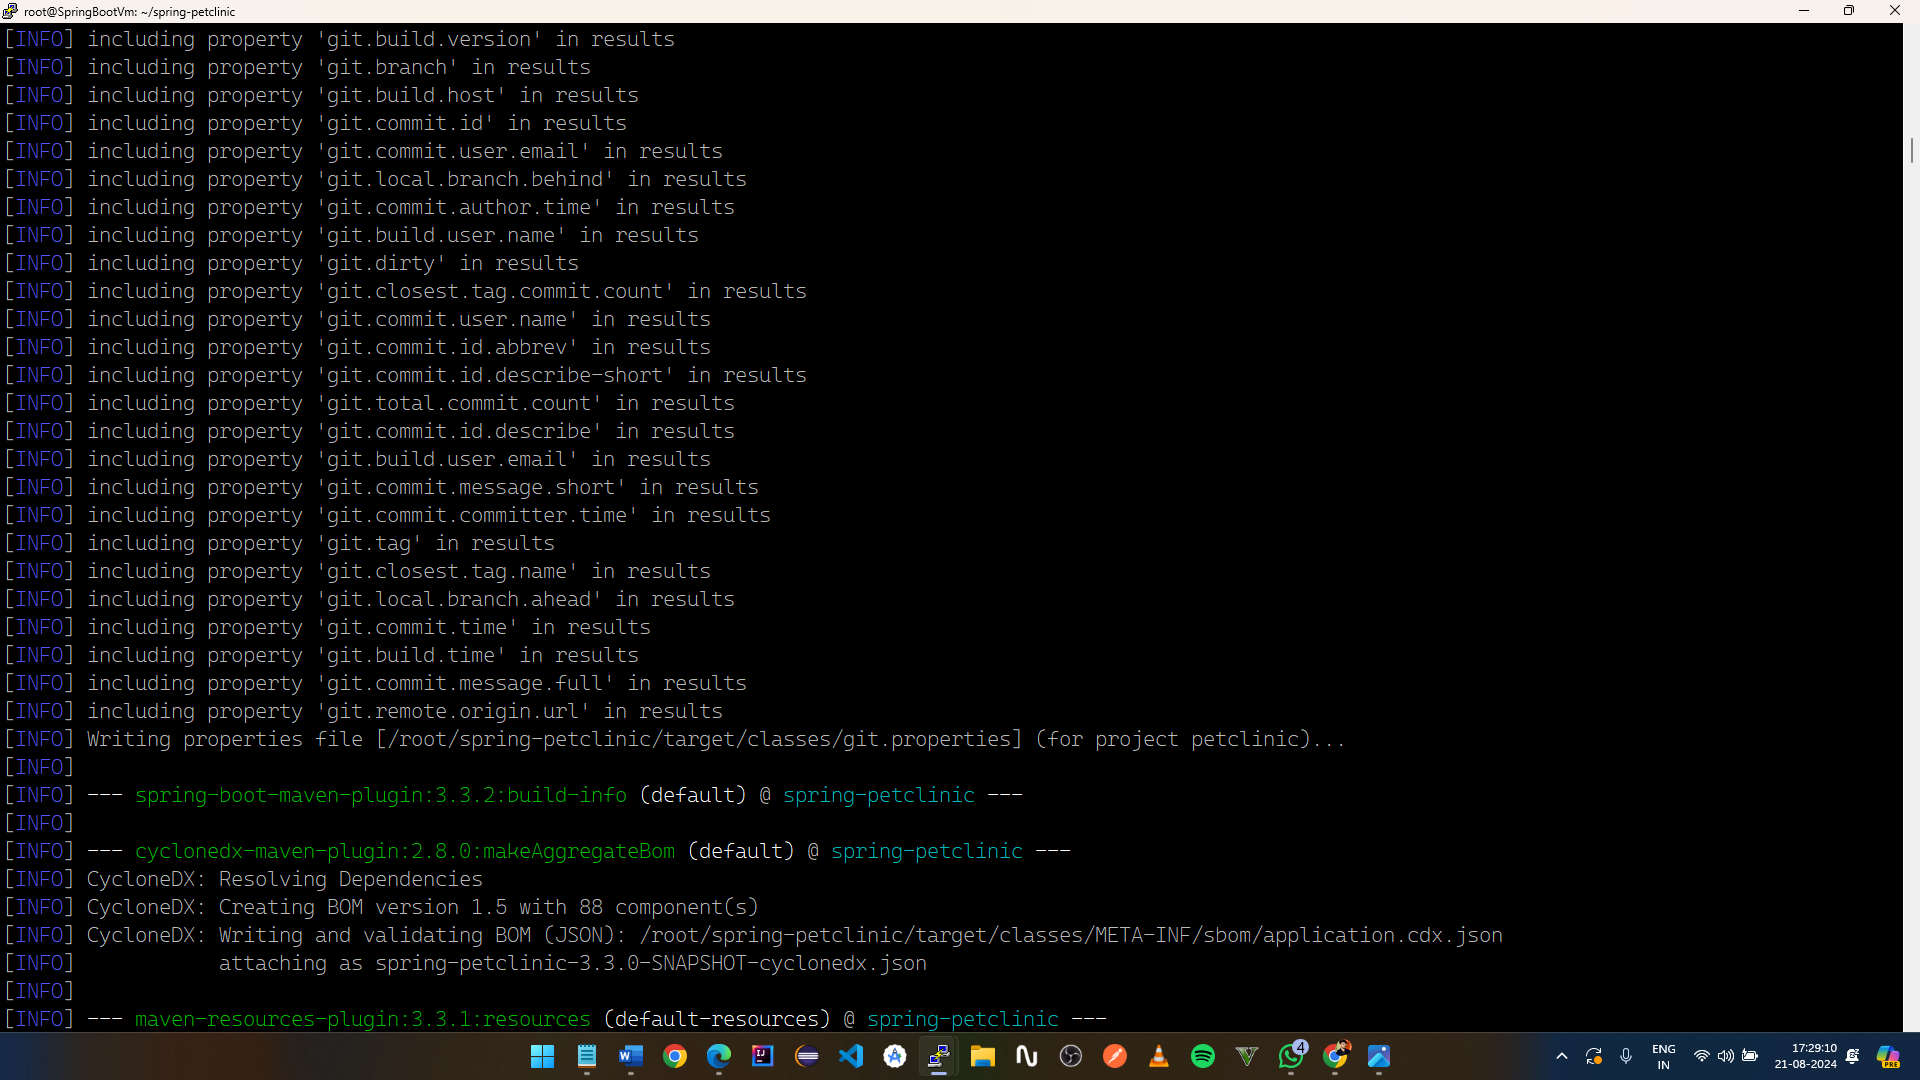 root@SpringBootVm: ~/spring-petclinic
[INFO] including property 'git.build.version' in results
[INFO] including property 'git.branch' in results
[INFO] including property 'git.build.host' in results
[INFO] including property 'git.commit.id' in results
[INFO] including property 'git.commit.user.email' in results
[INFO] including property 'git.local.branch.behind' in results
[INFO] including property 'git.commit.author.time' in results
[INFO] including property 'git.build.user.name' in results
[INFO] including property 'git.dirty' in results
[INFO] including property 'git.closest.tag.commit.count' in results
[INFO] including property 'git.commit.user.name' in results
[INFO] including property 'git.commit.id.abbrev' in results
[INFO] including property 'git.commit.id.describe-short' in results
[INFO] including property 'git.total.commit.count' in results
[INFO] including property 'git.commit.id.describe' in results
[INFO] including property 'git.build.user.email' in results
[INFO] including property 'git.commit.message.short' in results
[INFO] including property 'git.commit.committer.time' in results
[INFO] including property 'git.tag' in results
[INFO] including property 'git.closest.tag.name' in results
[INFO] including property 'git.local.branch.ahead' in results
[INFO] including property 'git.commit.time' in results
[INFO] including property 'git.build.time' in results
[INFO] including property 'git.commit.message.full' in results
[INFO] including property 'git.remote.origin.url' in results
[INFO] Writing properties file [/root/spring-petclinic/target/classes/git.properties] (for project petclinic)...
[INFO]
[INFO] --- spring-boot-maven-plugin:3.3.2:build-info (default) @ spring-petclinic ---
[INFO]
[INFO] --- cyclonedx-maven-plugin:2.8.0:makeAggregateBom (default) @ spring-petclinic ---
[INFO] CycloneDX: Resolving Dependencies
[INFO] CycloneDX: Creating BOM version 1.5 with 88 component(s)
[INFO] CycloneDX: Writing and validating BOM (JSON): /root/spring-petclinic/target/classes/META-INF/sbom/application.cdx.json
[INFO]            attaching as spring-petclinic-3.3.0-SNAPSHOT-cyclonedx.json
[INFO]
[INFO] --- maven-resources-plugin:3.3.1:resources (default-resources) @ spring-petclinic ---
4
ENG
IN
17:29:10
21-08-2024
PRE